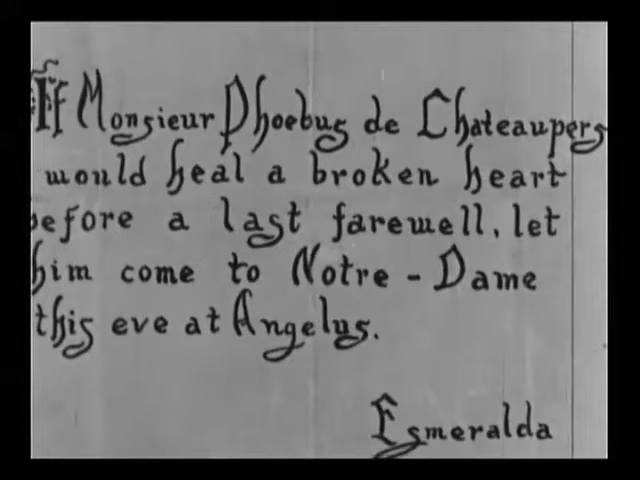 If Monsieur Phoebus de Chateaupers
would heal a broken heart
before a last farewell, let
him come to Notre-Dame
this eve at Angelus.
Esmeralda